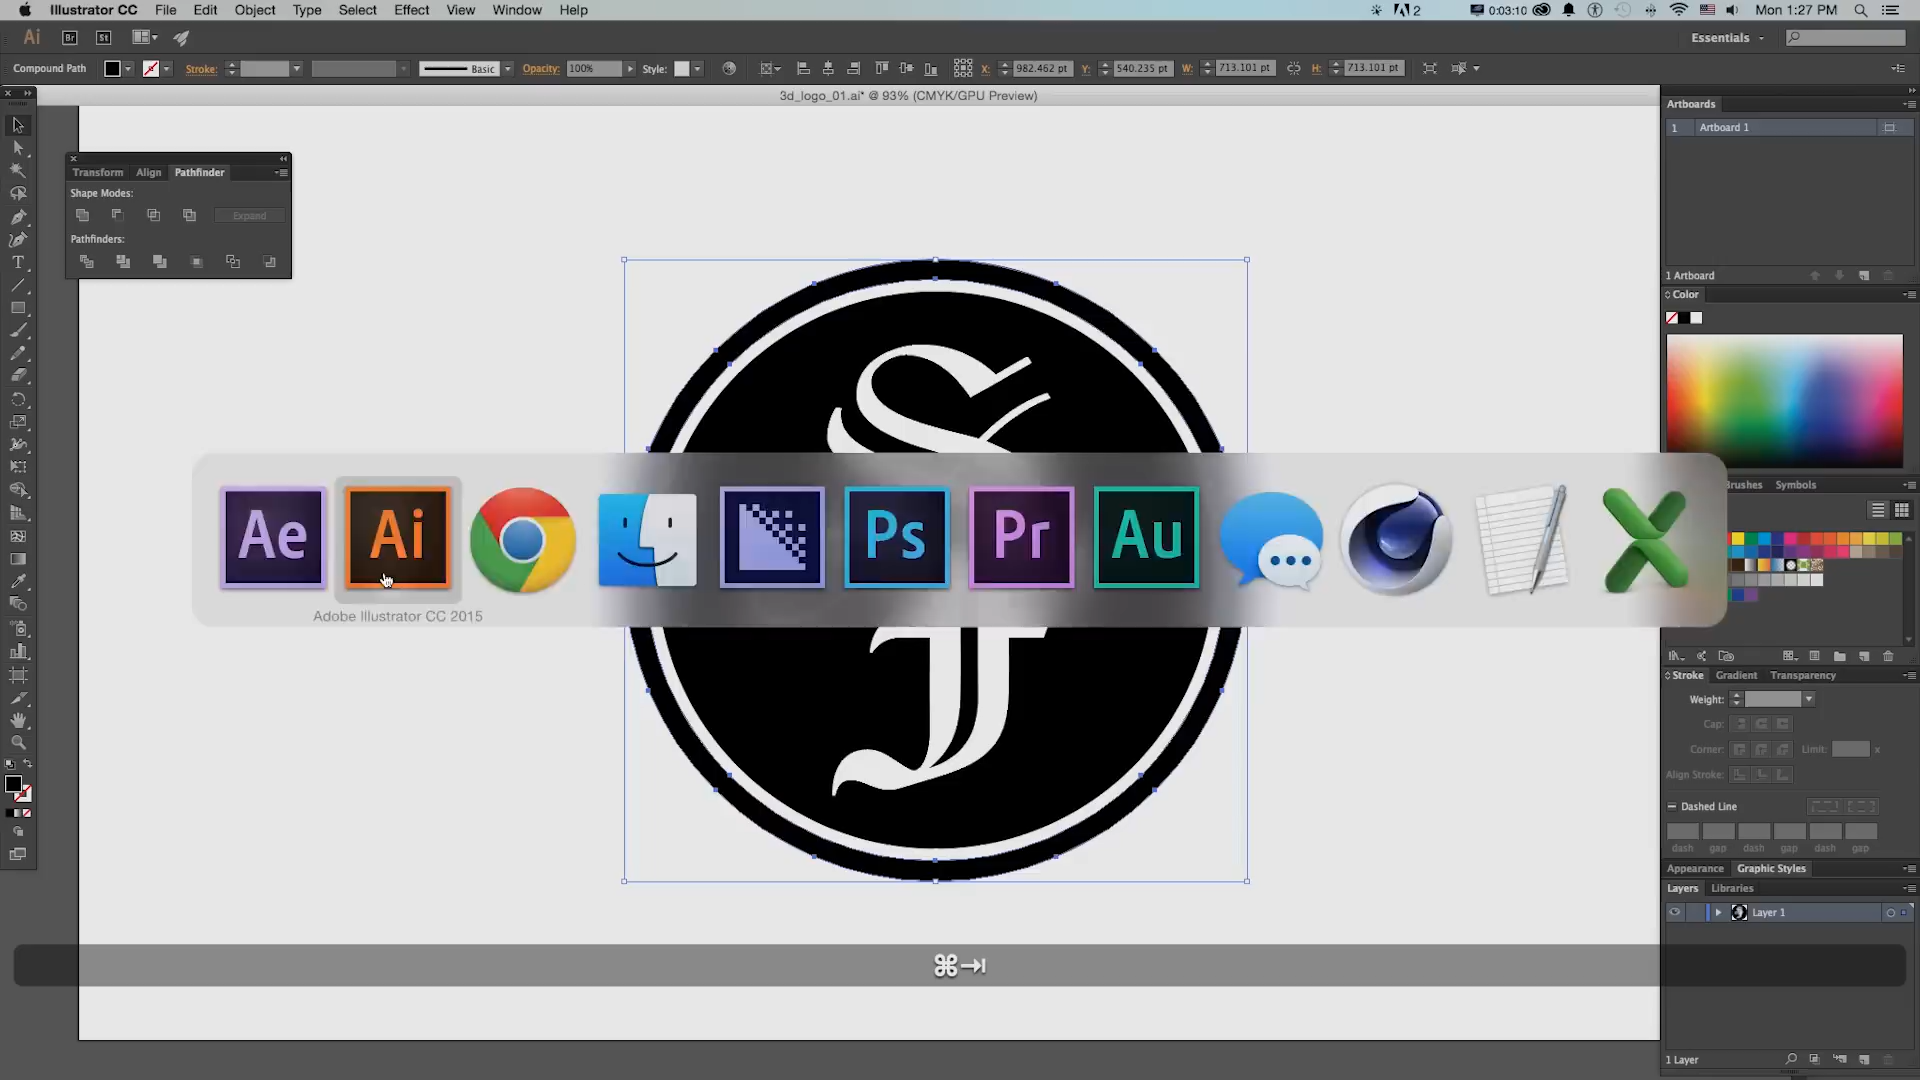 Illustrator CC File Edit Object Type Select Effect View Window Help 2 0:03:10 Mon 1:27 PM
Ai Br St Essentials
Compound Path Stroke: Basic Opacity: 100% Style: X: 982.462 pt Y: 540.235 pt W: 713.101 pt H: 713.101 pt
3d_logo_01.ai* @ 93% (CMYK/GPU Preview)
Artboards
1 Artboard 1
Transform Align Pathfinder
Shape Modes:
Expand
Pathfinders:
1 Artboard
Color
Brushes Symbols
Ae Ai Ps Pr Au
Adobe Illustrator CC 2015
Stroke Gradient Transparency
Weight:
Cap:
Corner: Limit: x
Align Stroke:
Dashed Line
dash gap dash gap dash gap
Appearance Graphic Styles
Layers Libraries
Layer 1
⌘⇥
1 Layer